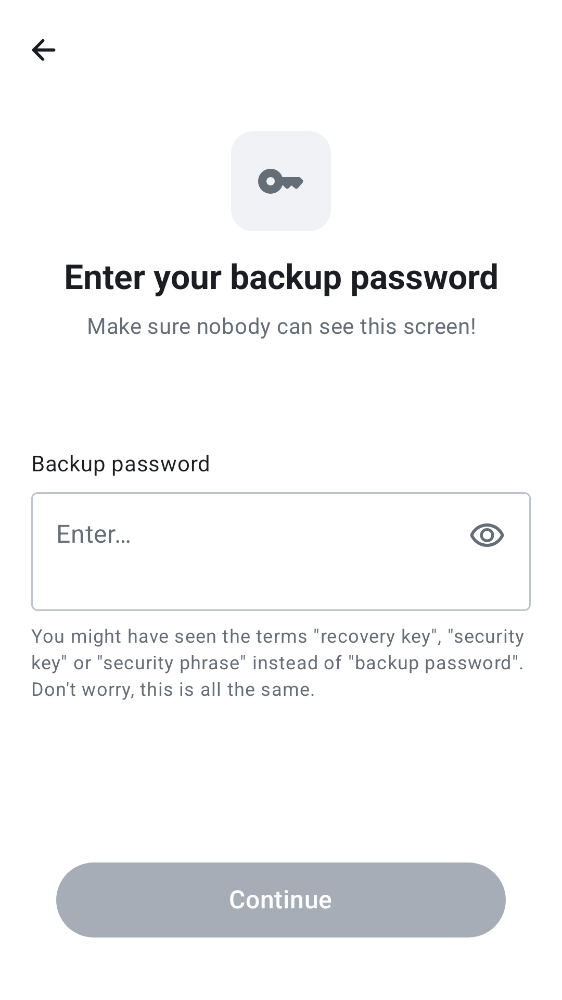 Enter your backup password
Make sure nobody can see this screen!
Backup password
Enter...
You might have seen the terms "recovery key", "security
key" or "security phrase" instead of "backup password".
Don't worry, this is all the same.
Continue